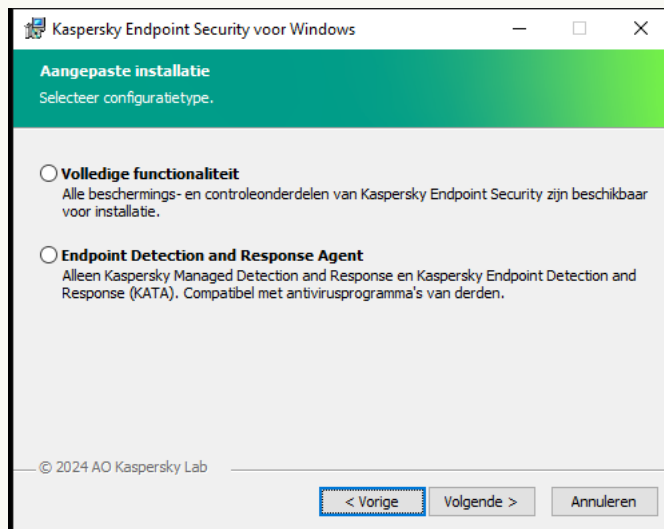 Kaspersky Endpoint Security voor Windows
Aangepaste installatie
Selecteer configuratietype.
Volledige functionaliteit
Alle beschermings- en controleonderdelen van Kaspersky Endpoint Security zijn beschikbaar
voor installatie.
Endpoint Detection and Response Agent
Alleen Kaspersky Managed Detection and Response en Kaspersky Endpoint Detection and
Response (KATA). Compatibel met antivirusprogramma's van derden.
© 2024 AO Kaspersky Lab
< Vorige Volgende > Annuleren